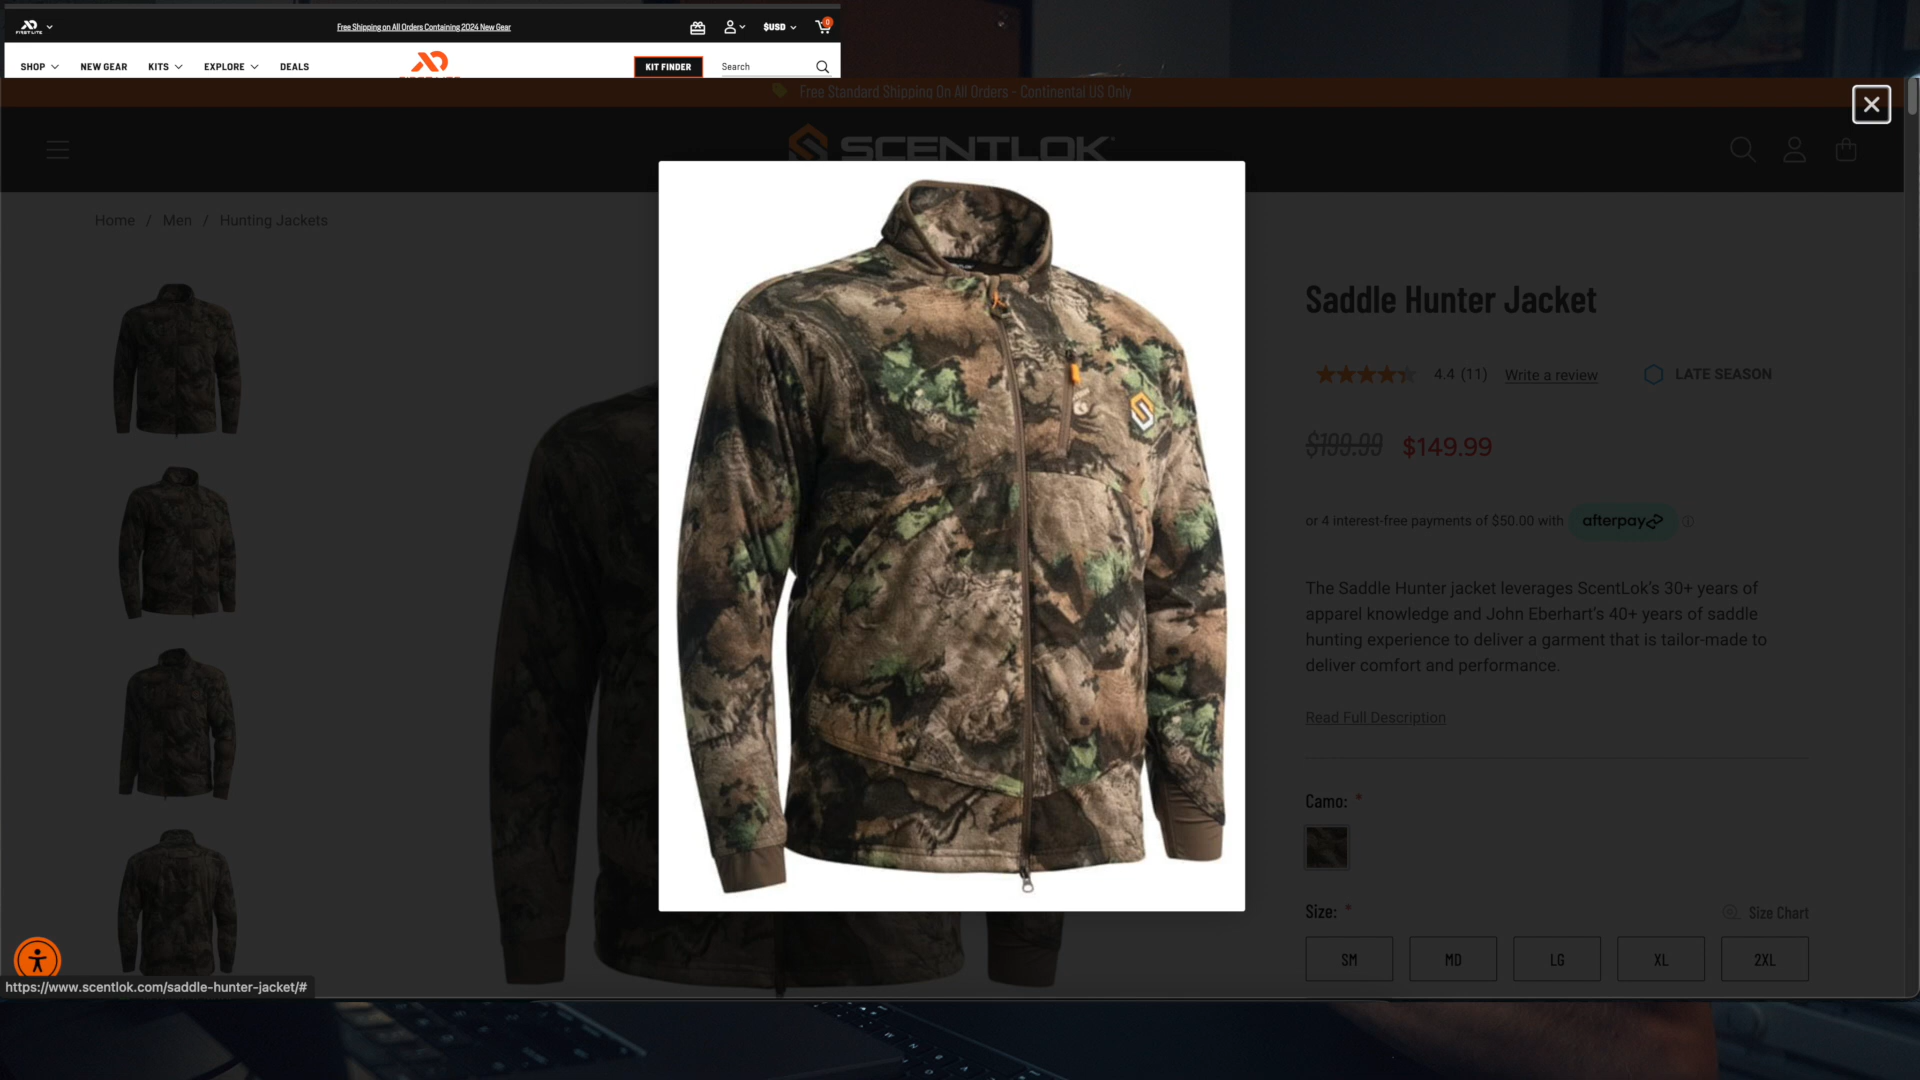 FIRST LITE
Free Shipping on All Orders Containing 2024 New Gear
$USD
0
SHOP
NEW GEAR
KITS
EXPLORE
DEALS
KIT FINDER
Search
Free Standard Shipping On All Orders - Continental US Only
SCENTLOK
Home / Men / Hunting Jackets
Saddle Hunter Jacket
4.4 (11)
Write a review
LATE SEASON
$199.99 $149.99
or 4 interest-free payments of $50.00 with afterpay
The Saddle Hunter jacket leverages ScentLok's 30+ years of
apparel knowledge and John Eberhart's 40+ years of saddle
hunting experience to deliver a garment that is tailor-made to
deliver comfort and performance.
Read Full Description
Camo: *
Size: *
Size Chart
SM
MD
LG
XL
2XL
https://www.scentlok.com/saddle-hunter-jacket/#